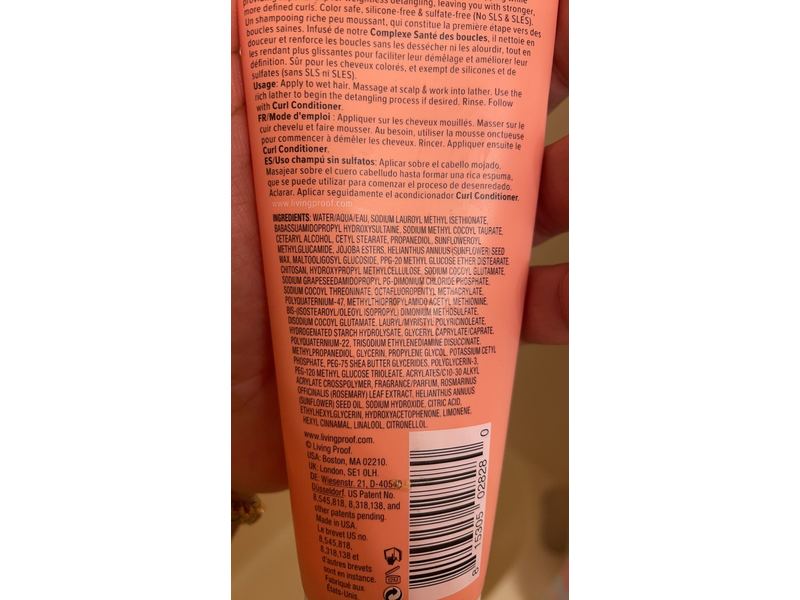 weightless detangling, leaving you with stronger,
more defined curls. Color safe, silicone-free & sulfate-free (No SLS & SLES).
Un shampooing riche peu moussant, qui constitue la première étape vers des
boucles saines. Infusé de notre Complexe Santé des boucles, il nettoie en
douceur et renforce les boucles sans les dessécher ni les alourdir, tout en
les rendant plus glissantes pour faciliter leur démêlage et améliorer leur
définition. Sûr pour les cheveux colorés, et exempt de silicones et de
sulfates (sans SLS ni SLES).
Usage: Apply to wet hair. Massage at scalp & work into lather. Use the
rich lather to begin the detangling process if desired. Rinse. Follow
with Curl Conditioner.
FR/Mode d'emploi : Appliquer sur les cheveux mouillés. Masser sur le
cuir chevelu et faire mousser. Au besoin, utiliser la mousse onctueuse
pour commencer à démêler les cheveux. Rincer. Appliquer ensuite le
Curl Conditioner.
ES/Uso champú sin sulfatos: Aplicar sobre el cabello mojado.
Masajear sobre el cuero cabelludo hasta formar una rica espuma,
que se puede utilizar para comenzar el proceso de desenredado.
Aclarar. Aplicar seguidamente el acondicionador Curl Conditioner.
www.livingproof.com
INGREDIENTS: WATER/AQUA/EAU, SODIUM LAUROYL METHYL ISETHIONATE,
BABASSUAMIDOPROPYL HYDROXYSULTAINE, SODIUM METHYL COCOYL TAURATE,
CETEARYL ALCOHOL, CETYL STEARATE, PROPANEDIOL, SUNFLOWEROYL
METHYLGLUCAMIDE, JOJOBA ESTERS, HELIANTHUS ANNUUS (SUNFLOWER) SEED
WAX, MALTOOLIGOSYL GLUCOSIDE, PPG-20 METHYL GLUCOSE ETHER DISTEARATE,
CHITOSAN, HYDROXYPROPYL METHYLCELLULOSE, SODIUM COCOYL GLUTAMATE,
SODIUM GRAPESEEDAMIDOPROPYL PG-DIMONIUM CHLORIDE PHOSPHATE,
SODIUM COCOYL THREONINATE, OCTAFLUOROPENTYL METHACRYLATE,
POLYQUATERNIUM-47, METHYLTHIOPROPYLAMIDO ACETYL METHIONINE,
BIS-(ISOSTEAROYL/OLEOYL ISOPROPYL) DIMONIUM METHOSULFATE,
DISODIUM COCOYL GLUTAMATE, LAURYL/MYRISTYL POLYRICINOLEATE,
HYDROGENATED STARCH HYDROLYSATE, GLYCERYL CAPRYLATE/CAPRATE,
POLYQUATERNIUM-22, TRISODIUM ETHYLENEDIAMINE DISUCCINATE,
METHYLPROPANEDIOL, GLYCERIN, PROPYLENE GLYCOL, POTASSIUM CETYL
PHOSPHATE, PEG-75 SHEA BUTTER GLYCERIDES, POLYGLYCERIN-3,
PEG-120 METHYL GLUCOSE TRIOLEATE, ACRYLATES/C10-30 ALKYL
ACRYLATE CROSSPOLYMER, FRAGRANCE/PARFUM, ROSMARINUS
OFFICINALIS (ROSEMARY) LEAF EXTRACT, HELIANTHUS ANNUUS
(SUNFLOWER) SEED OIL, SODIUM HYDROXIDE, CITRIC ACID,
ETHYLHEXYLGLYCERIN, HYDROXYACETOPHENONE, LIMONENE,
HEXYL CINNAMAL, LINALOOL, CITRONELLOL.
www.livingproof.com.
© Living Proof.
USA: Boston, MA 02210.
UK: London, SE1 0LH.
DE: Wiesenstr. 21, D-40549
Düsseldorf. US Patent No.
8,545,818, 8,318,138, and
other patents pending.
Made in USA.
Le brevet US no.
8,545,818,
8,318,138 et
d'autres brevets
sont en instance.
Fabriqué aux
États-Unis.
8 15305 02828 0